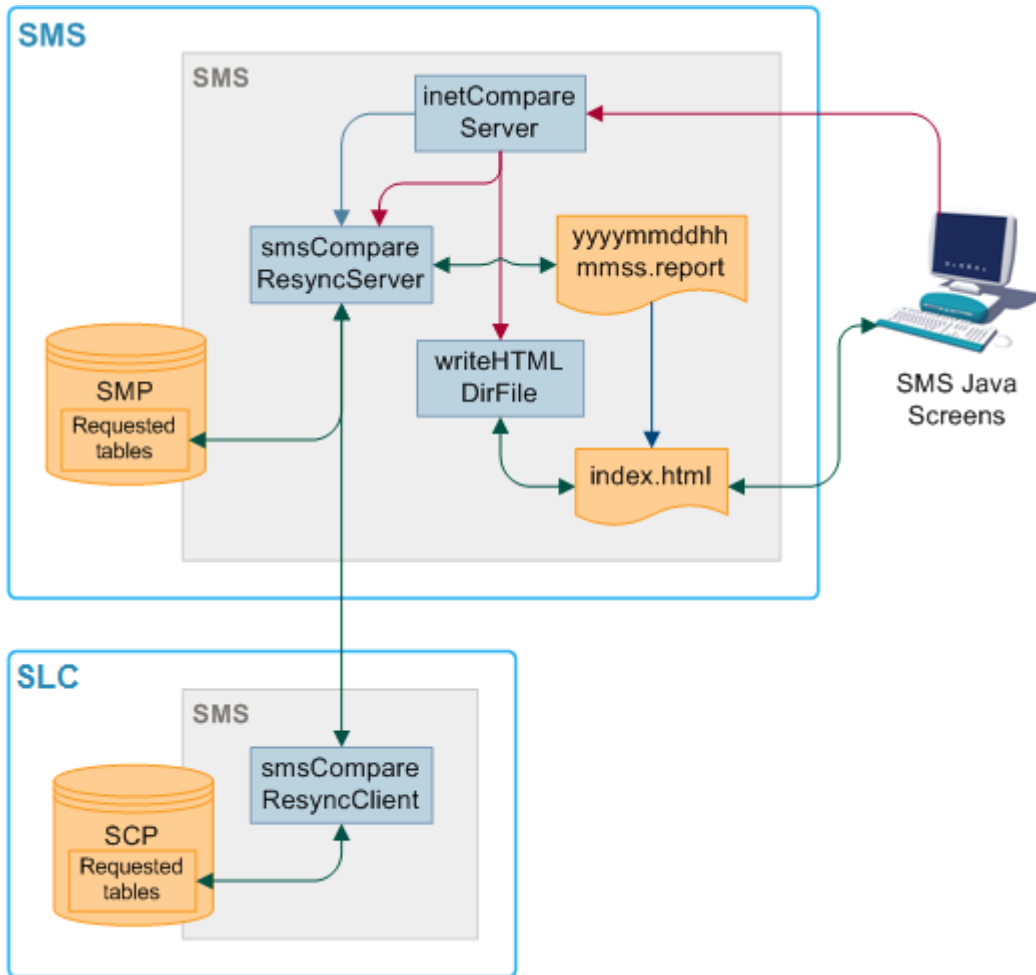 SMS
SMS
inetCompare
Server
smsCompare
ResyncServer
yyyymmddhh
mmss.report
GLOBAL
writeHTML
DirFile
SMP
Requested
tables
SMS Java
Screens
index.html
SLC
SMS
smsCompare
ResyncClient
SCP
Requested
tables